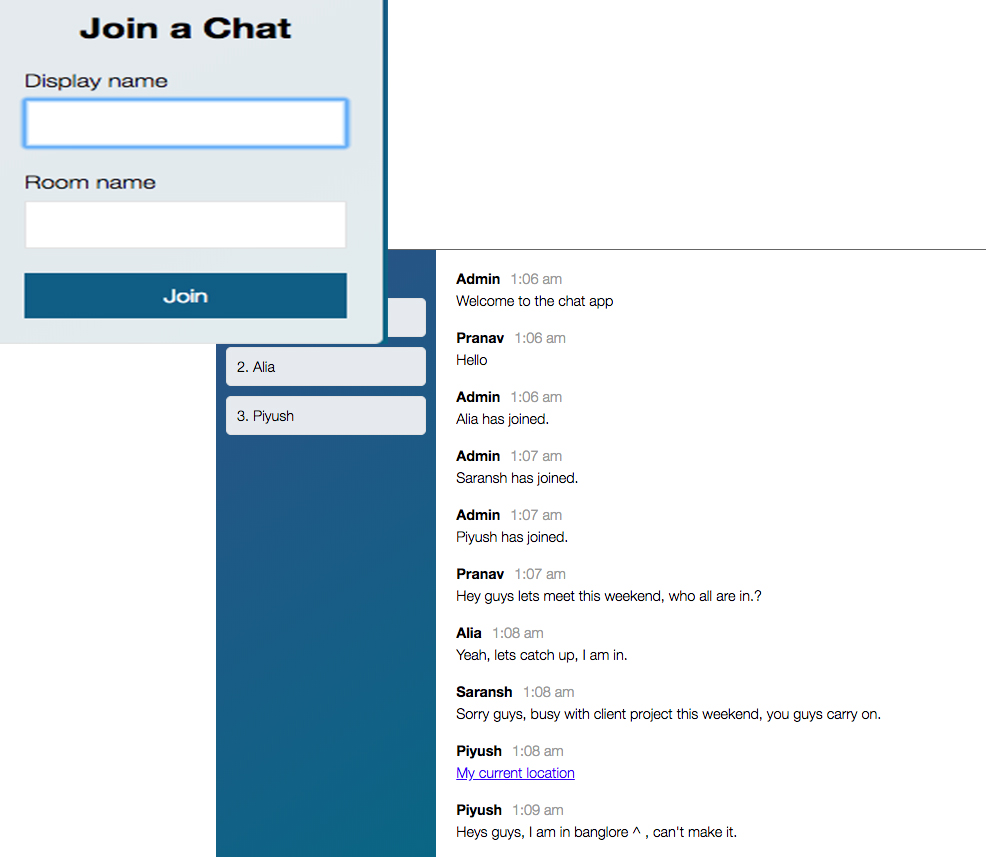 Join a Chat
Display name
Room name
Join
2. Alia
3. Piyush
Admin 1:06 am
Welcome to the chat app
Pranav 1:06 am
Hello
Admin 1:06 am
Alia has joined.
Admin 1:07 am
Saransh has joined.
Admin 1:07 am
Piyush has joined.
Pranav 1:07 am
Hey guys lets meet this weekend, who all are in.?
Alia 1:08 am
Yeah, lets catch up, I am in.
Saransh 1:08 am
Sorry guys, busy with client project this weekend, you guys carry on.
Piyush 1:08 am
My current location
Piyush 1:09 am
Heys guys, I am in banglore ^ , can't make it.